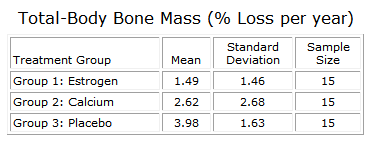 Total-Body Bone Mass (% Loss per year)
Treatment Group Mean Standard Deviation Sample Size
Group 1: Estrogen 1.49 1.46 15
Group 2: Calcium 2.62 2.68 15
Group 3: Placebo 3.98 1.63 15